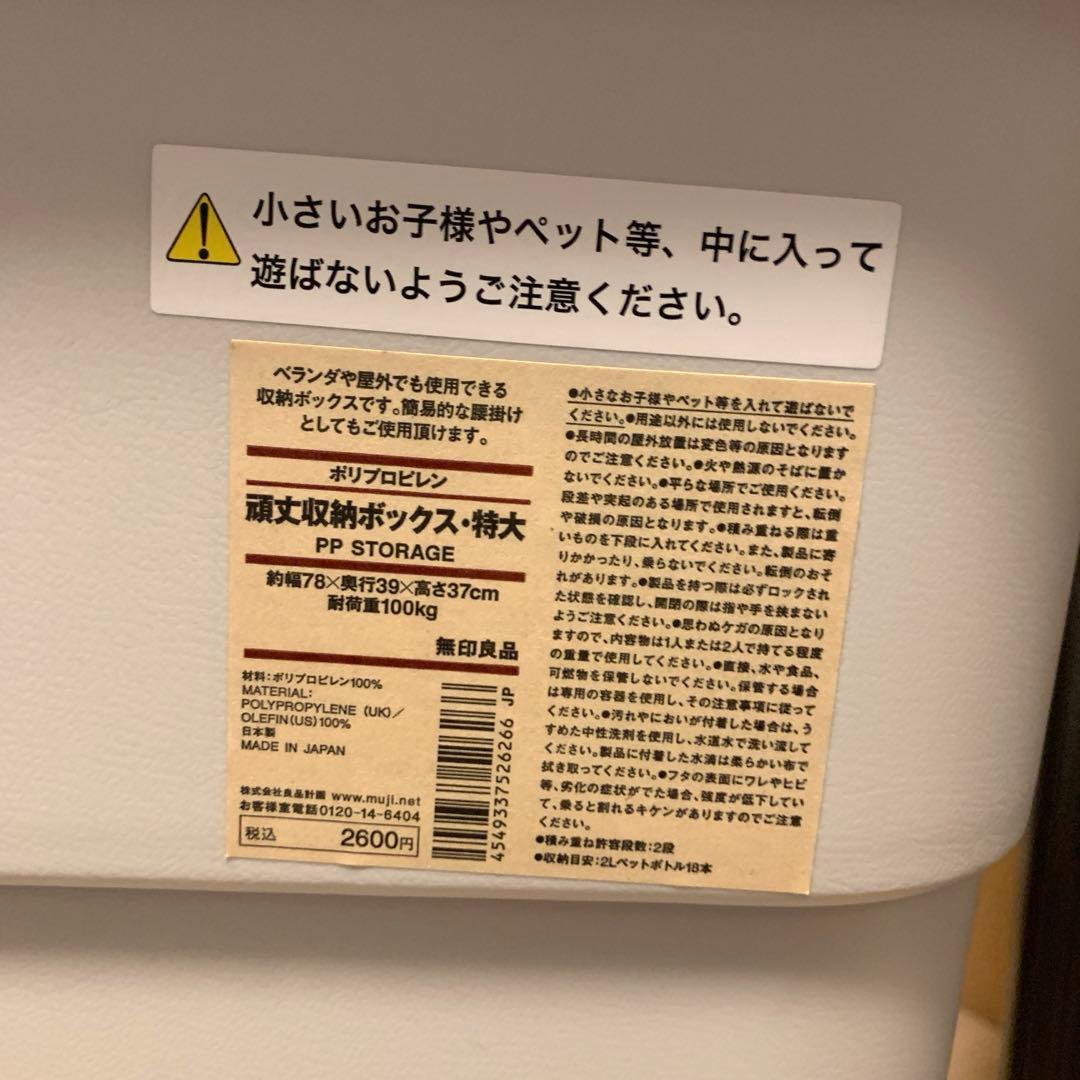 小さいお子様やペット等、中に入って
遊ばないようご注意ください。
ベランダや屋外でも使用できる
収納ボックスです。簡易的な腰掛け
としてもご使用頂けます。
ポリプロピレン
頑丈収納ボックス・特大
PP STORAGE
約幅78×奥行39×高さ37cm
耐荷重100kg
無印良品
材料：ポリプロピレン100%
MATERIAL:
POLYPROPYLENE (UK)／
OLEFIN(US)100%
日本製
MADE IN JAPAN
株式会社良品計画 www.muji.net
お客様室電話0120-14-6404
税込 2600円
4549337526266 JP
●小さなお子様やペット等を入れて遊ばないで
ください。●用途以外には使用しないでください。
●長時間の屋外放置は変色等の原因となります
のでご注意ください。●火や熱源のそばに置か
ないでください。●平らな場所でご使用ください。
段差や突起のある場所で使用されますと、転倒
や破損の原因となります。●積み重ねる際は重
いものを下段に入れてください。また、製品に寄
りかかったり、乗らないでください。転倒のおそ
れがあります。●製品を持つ際は必ずロックされ
た状態を確認し、開閉の際は指や手を挟まない
ようご注意ください。●思わぬケガの原因となり
ますので、内容物は1人または2人で持てる程度
の重量で使用してください。●直接、水や食品、
可燃物を保管しないでください。保管する場合
は専用の容器を使用し、その注意事項に従って
ください。●汚れやにおいが付着した場合は、う
すめた中性洗剤を使用し、水道水で洗い流して
ください。製品に付着した水滴は柔らかい布で
拭き取ってください。●フタの表面にワレやヒビ
等、劣化の症状がでた場合、強度が低下してい
て、乗ると割れるキケンがありますのでご注意
ください。
●積み重ね許容段数：2段
●収納目安：2Lペットボトル18本